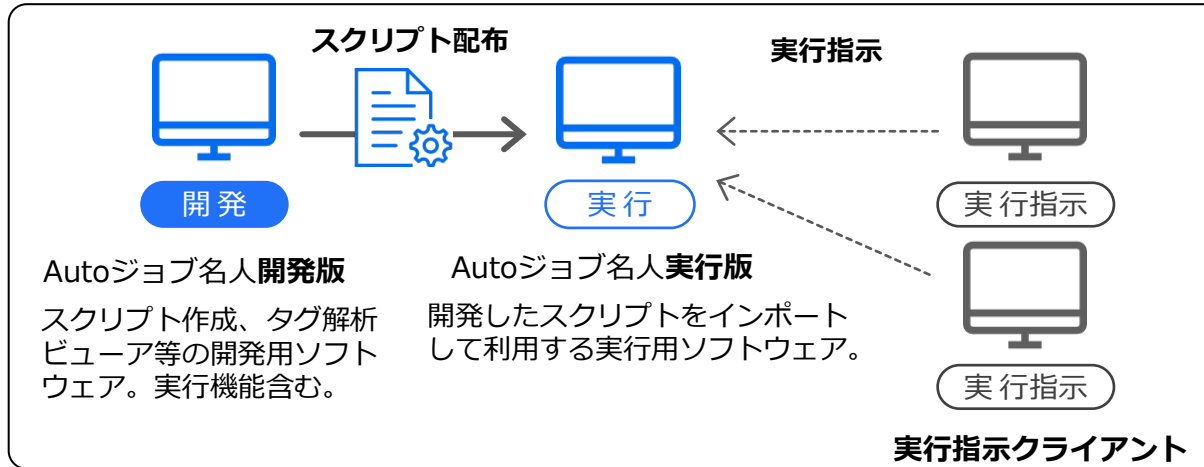 スクリプト配布
実行指示
開発
実行
実行指示
Autoジョブ名人開発版
スクリプト作成、タグ解析
ビューア等の開発用ソフト
ウェア。実行機能含む。
Autoジョブ名人実行版
開発したスクリプトをインポート
して利用する実行用ソフトウェア。
実行指示
実行指示クライアント